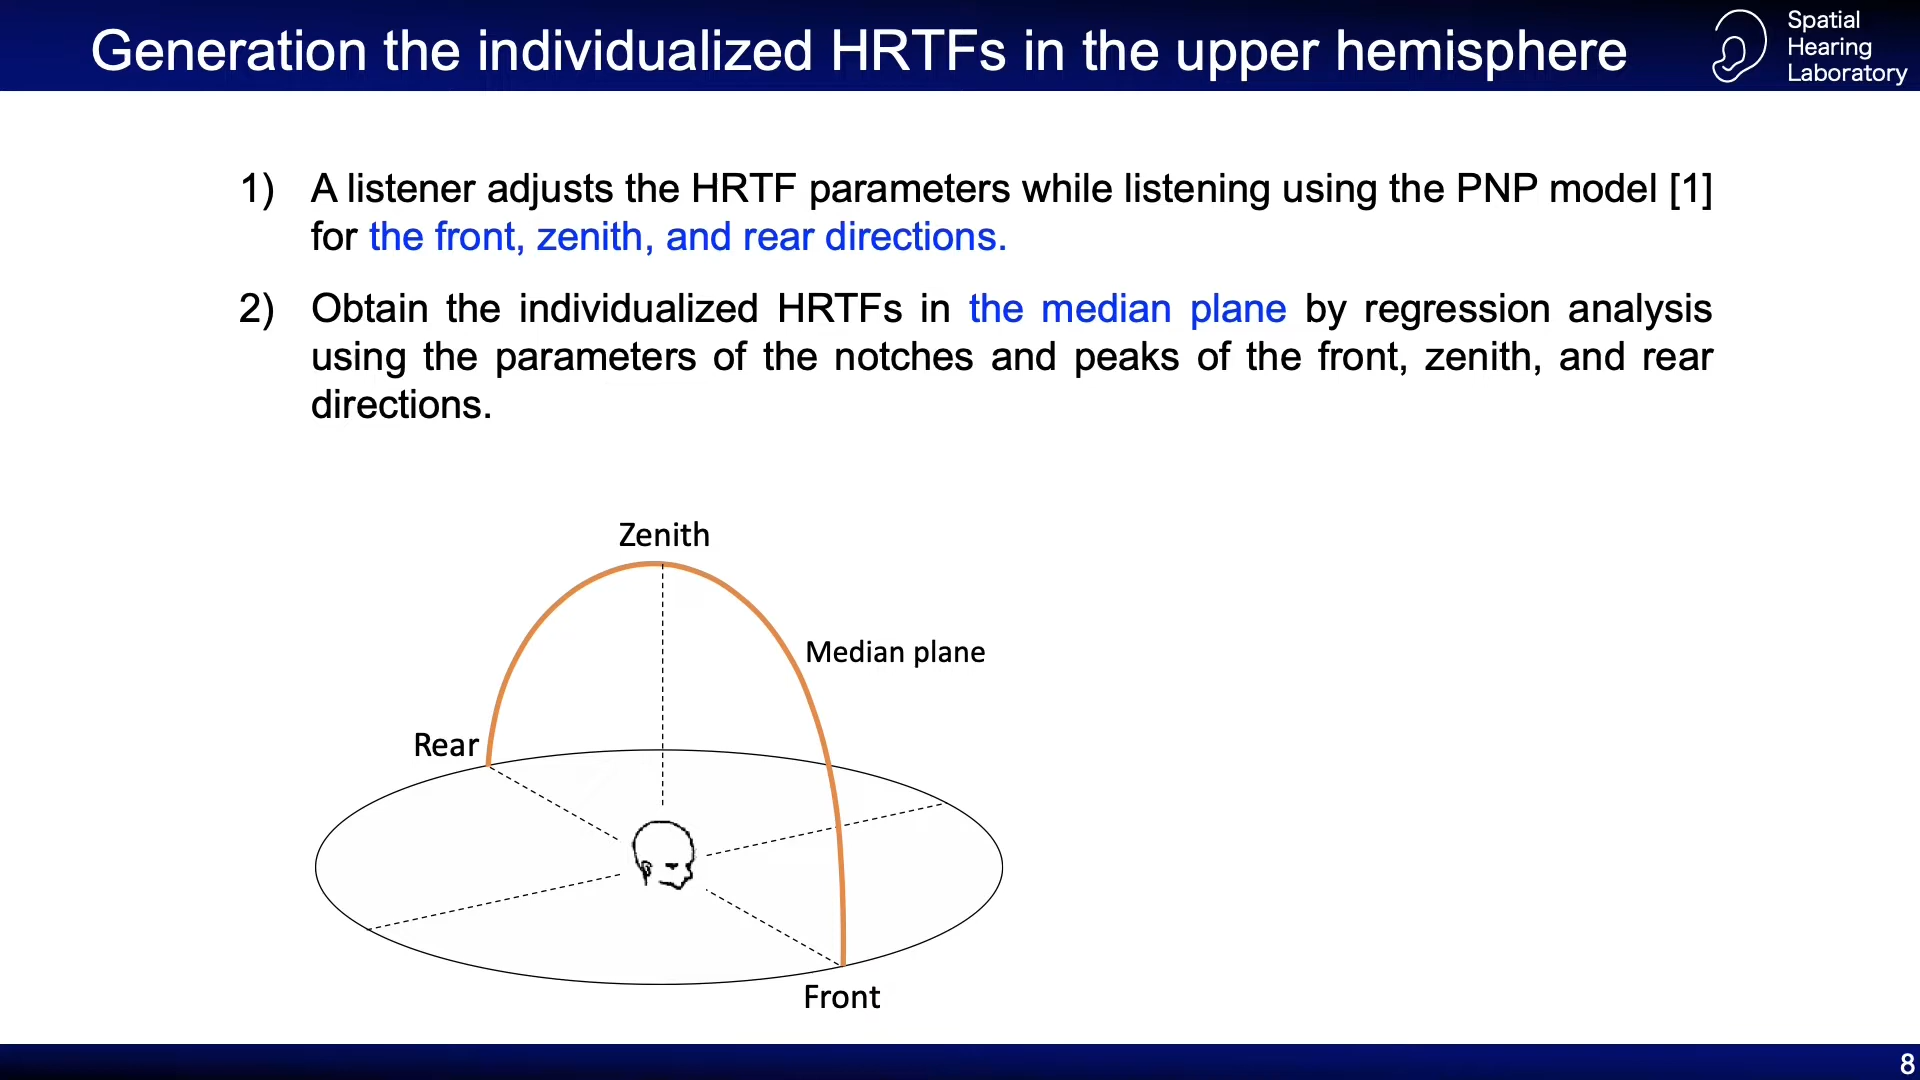 Generation the individualized HRTFs in the upper hemisphere
Spatial
Hearing
Laboratory
1) A listener adjusts the HRTF parameters while listening using the PNP model [1]
for the front, zenith, and rear directions.
2) Obtain the individualized HRTFs in the median plane by regression analysis
using the parameters of the notches and peaks of the front, zenith, and rear
directions.
Zenith
Median plane
Rear
Front
8